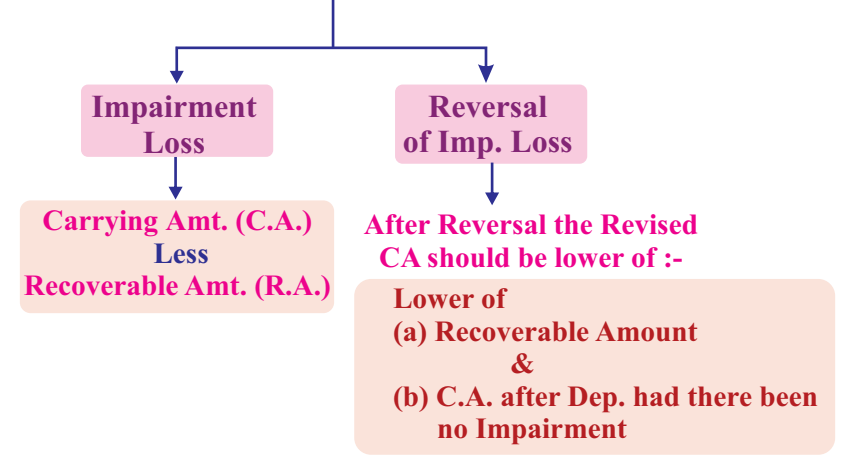 Impairment
Loss
Carrying Amt. (C.A.)
Less
Recoverable Amt. (R.A.)
Reversal
of Imp. Loss
After Reversal the Revised
CA should be lower of :-
Lower of
(a) Recoverable Amount
&
(b) C.A. after Dep. had there been
no Impairment